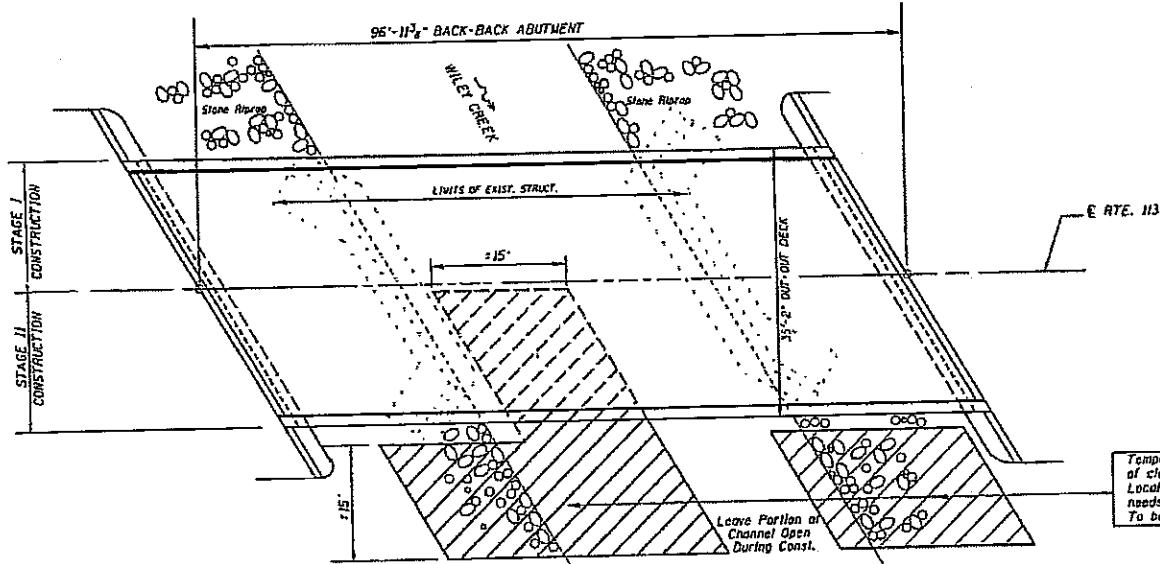 96'-11⅜" BACK-BACK ABUTMENT
Stone Riprap
WILEY CREEK
Stone Riprap
LIMITS OF EXIST. STRUCT.
STAGE I
CONSTRUCTION
℄ RTE. 113
±15'
35'-2" OUT-OUT DECK
STAGE II
CONSTRUCTION
±15'
Leave Portion of
Channel Open
During Const.
Temp
of cl
Local
needs
To be